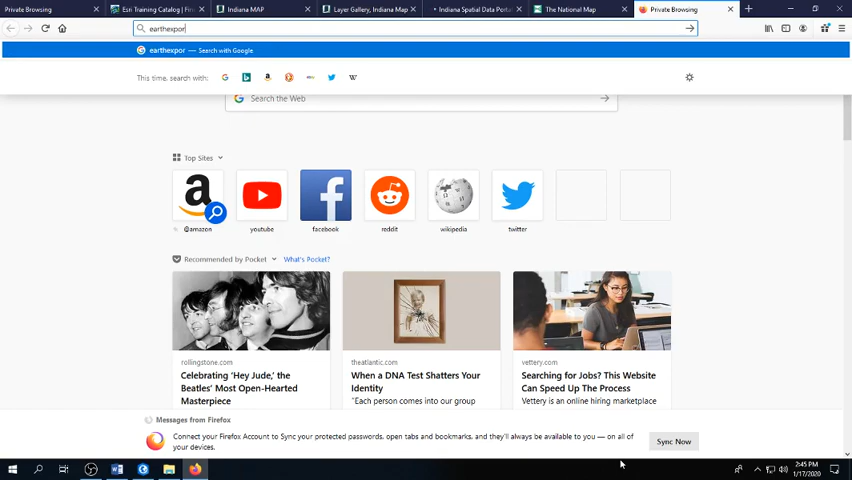 Private Browsing
Esri Training Catalog | Fin
Indiana MAP
Layer Gallery, Indiana Map
Indiana Spatial Data Portal
The National Map
Private Browsing
earthexpor
earthexpor — Search with Google
This time, search with:
Search the Web
Top Sites
@amazon
youtube
facebook
reddit
wikipedia
twitter
Recommended by Pocket
What's Pocket?
rollingstone.com
Celebrating ‘Hey Jude,’ the
Beatles’ Most Open-Hearted
Masterpiece
theatlantic.com
When a DNA Test Shatters Your
Identity
"Each person comes into our group
vettery.com
Searching for Jobs? This Website
Can Speed Up The Process
Vettery is an online hiring marketplace
Messages from Firefox
Connect your Firefox Account to Sync your protected passwords, open tabs and bookmarks, and they'll always be available to you — on all of
your devices.
Sync Now
2:45 PM
1/17/2020